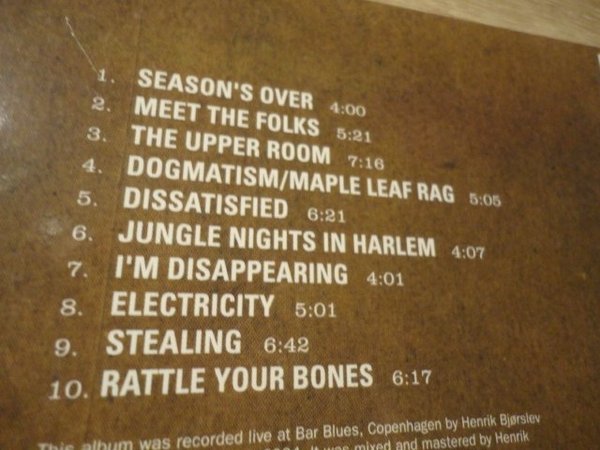 1. SEASON'S OVER 4:00
2. MEET THE FOLKS 5:21
3. THE UPPER ROOM 7:16
4. DOGMATISM/MAPLE LEAF RAG 5:05
5. DISSATISFIED 6:21
6. JUNGLE NIGHTS IN HARLEM 4:07
7. I'M DISAPPEARING 4:01
8. ELECTRICITY 5:01
9. STEALING 6:42
10. RATTLE YOUR BONES 6:17
This album was recorded live at Bar Blues, Copenhagen by Henrik Bjørslev
It was mixed and mastered by Henrik